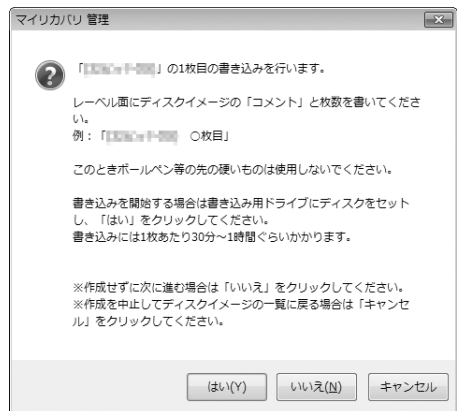 マイリカバリ 管理
「」の1枚目の書き込みを行います。
レーベル面にディスクイメージの「コメント」と枚数を書いてくださ
い。
例：「 ○枚目」
このときボールペン等の先の硬いものは使用しないでください。
書き込みを開始する場合は書き込み用ドライブにディスクをセット
し、「はい」をクリックしてください。
書き込みには1枚あたり30分～1時間ぐらいかかります。
※作成せずに次に進む場合は「いいえ」をクリックしてください。
※作成を中止してディスクイメージの一覧に戻る場合は「キャンセ
ル」をクリックしてください。
はい(Y) いいえ(N) キャンセル